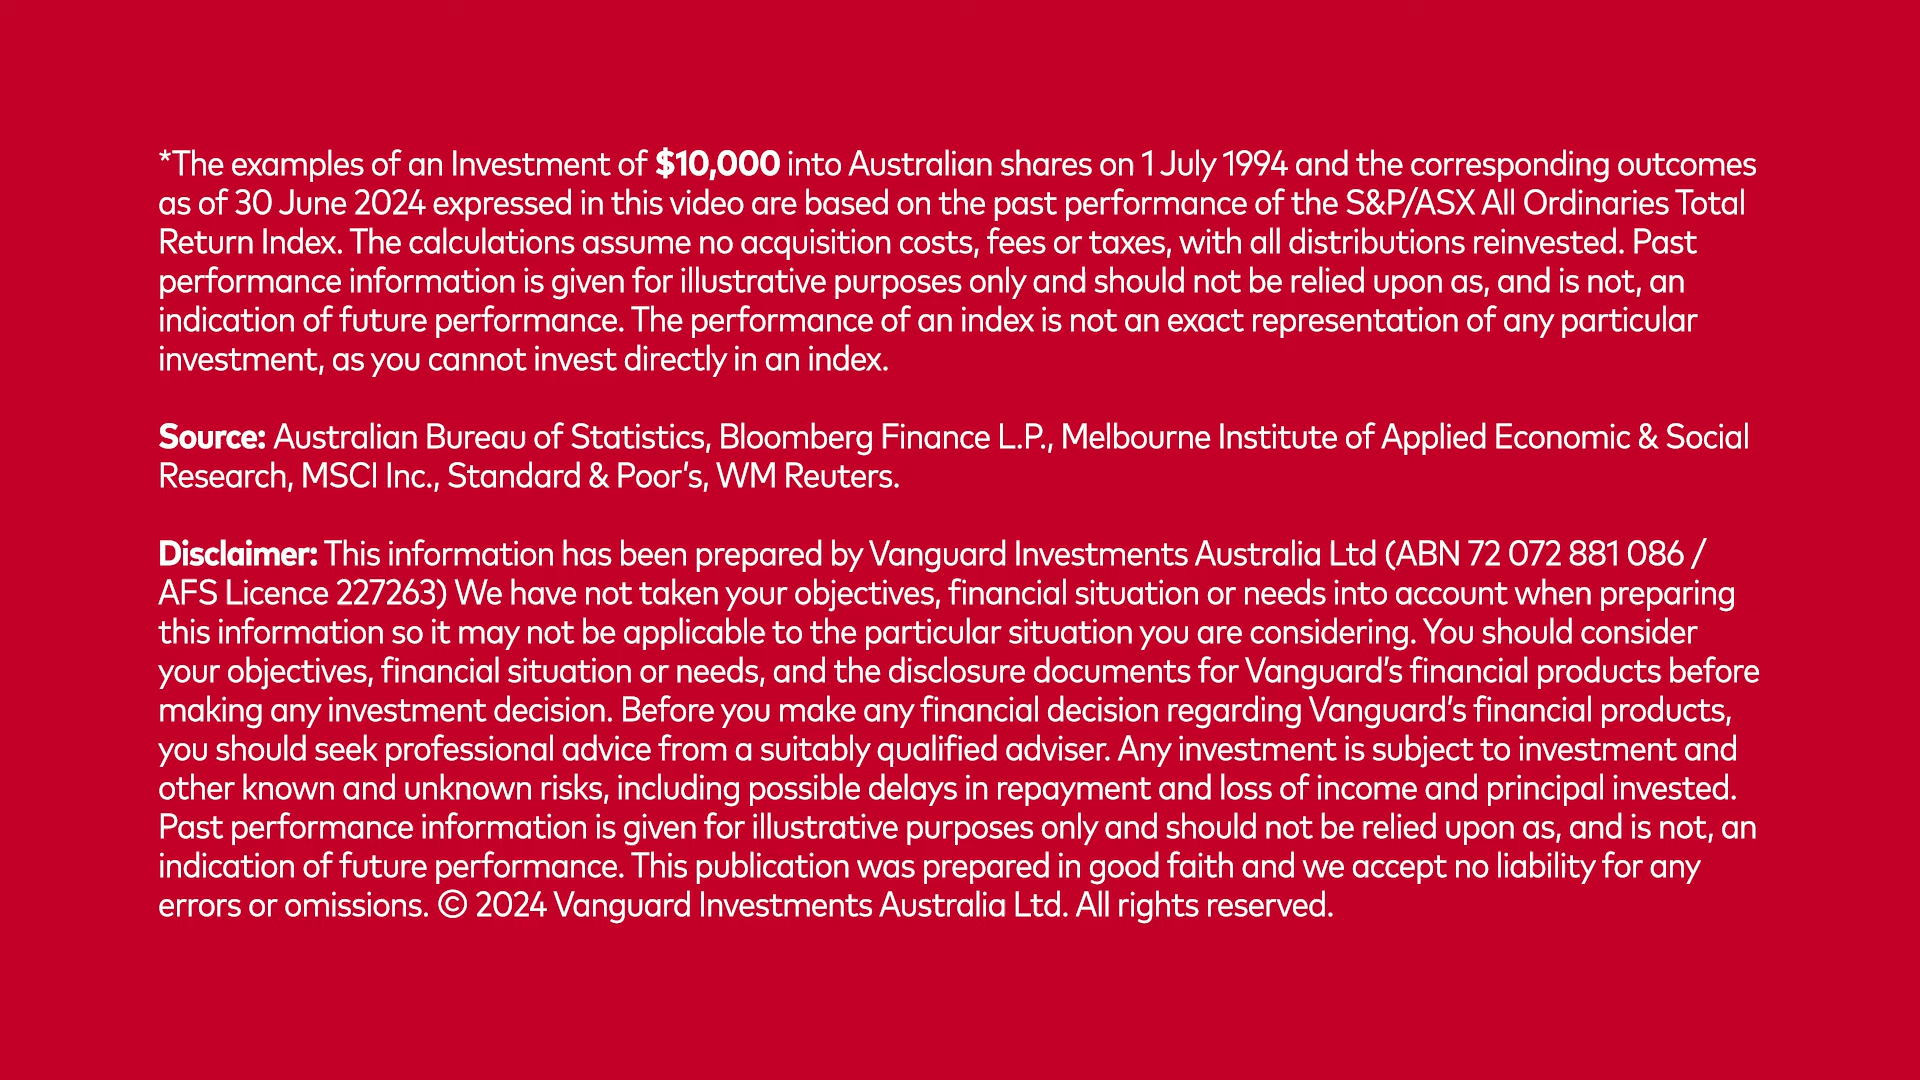 *The examples of an Investment of $10,000 into Australian shares on 1 July 1994 and the corresponding outcomes
as of 30 June 2024 expressed in this video are based on the past performance of the S&P/ASX All Ordinaries Total
Return Index. The calculations assume no acquisition costs, fees or taxes, with all distributions reinvested. Past
performance information is given for illustrative purposes only and should not be relied upon as, and is not, an
indication of future performance. The performance of an index is not an exact representation of any particular
investment, as you cannot invest directly in an index.
Source: Australian Bureau of Statistics, Bloomberg Finance L.P., Melbourne Institute of Applied Economic & Social
Research, MSCI Inc., Standard & Poor's, WM Reuters.
Disclaimer: This information has been prepared by Vanguard Investments Australia Ltd (ABN 72 072 881 086 /
AFS Licence 227263) We have not taken your objectives, financial situation or needs into account when preparing
this information so it may not be applicable to the particular situation you are considering. You should consider
your objectives, financial situation or needs, and the disclosure documents for Vanguard's financial products before
making any investment decision. Before you make any financial decision regarding Vanguard's financial products,
you should seek professional advice from a suitably qualified adviser. Any investment is subject to investment and
other known and unknown risks, including possible delays in repayment and loss of income and principal invested.
Past performance information is given for illustrative purposes only and should not be relied upon as, and is not, an
indication of future performance. This publication was prepared in good faith and we accept no liability for any
errors or omissions. © 2024 Vanguard Investments Australia Ltd. All rights reserved.